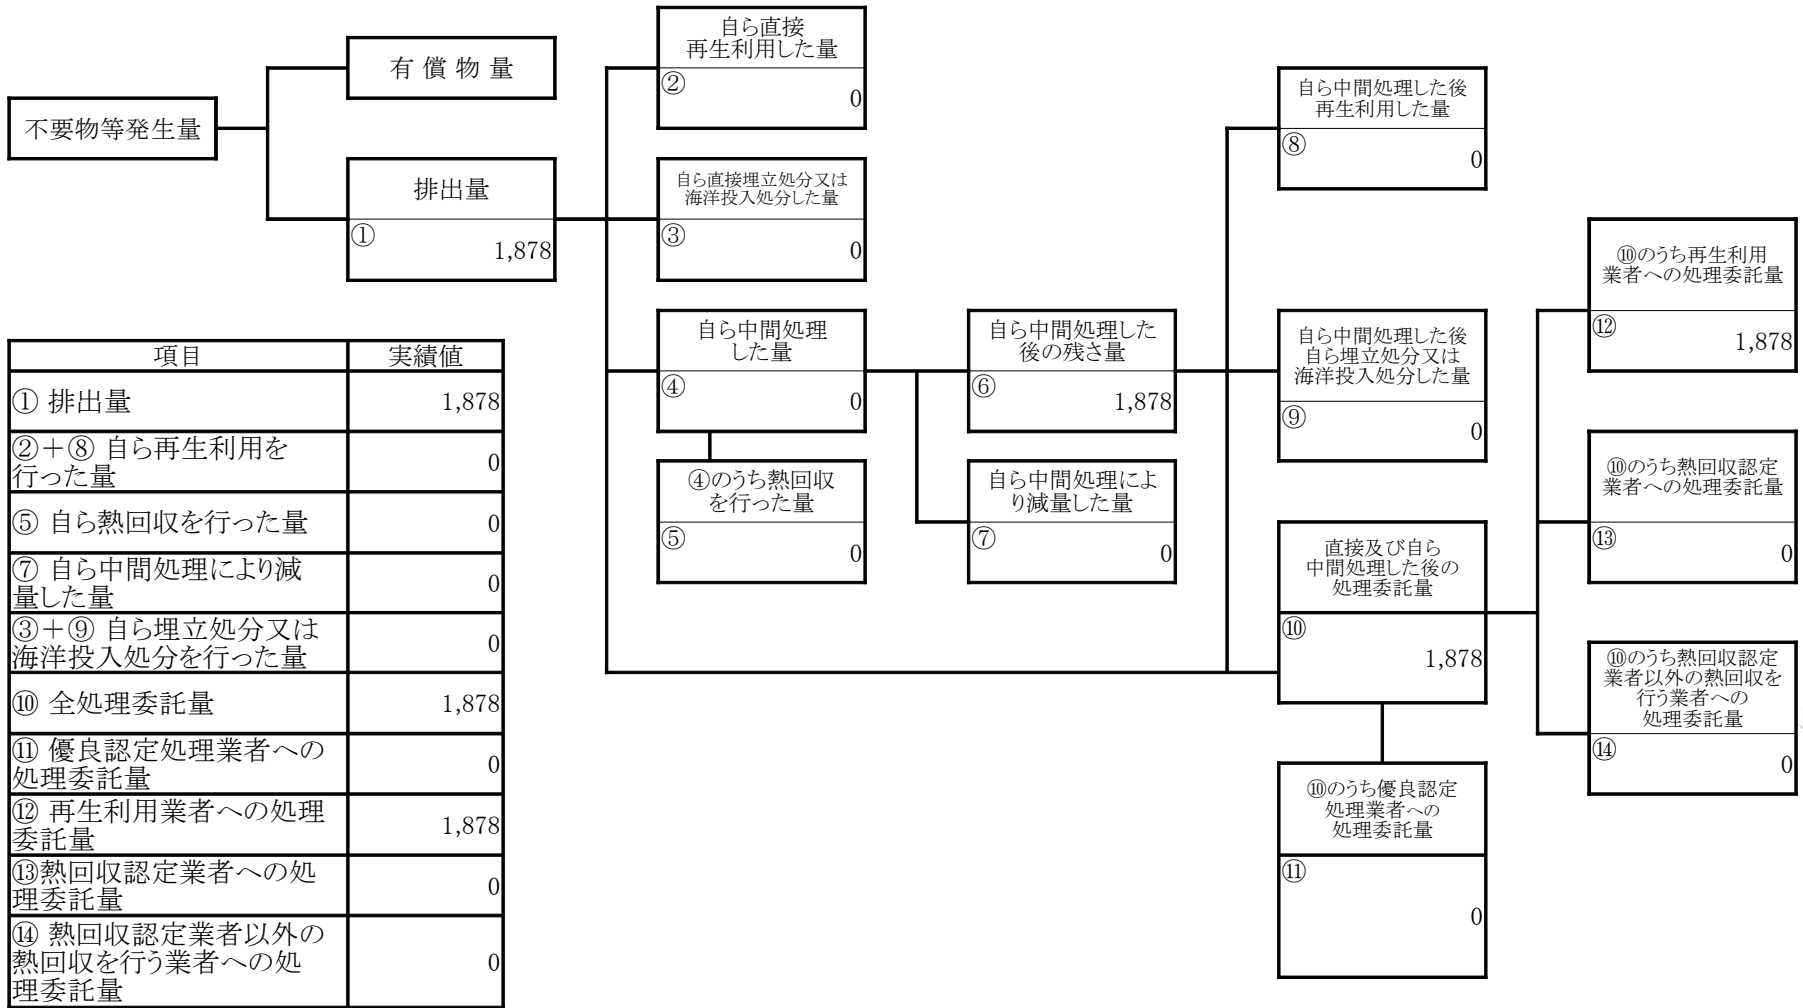 不要物等発生量
有 償 物 量
排出量
①
1,878
自ら直接
再生利用した量
②
0
自ら直接埋立処分又は
海洋投入処分した量
③
0
自ら中間処理
した量
④
0
④のうち熱回収
を行った量
⑤
0
自ら中間処理した
後の残さ量
⑥
1,878
自ら中間処理によ
り減量した量
⑦
0
自ら中間処理した後
再生利用した量
⑧
0
自ら中間処理した後
自ら埋立処分又は
海洋投入処分した量
⑨
0
直接及び自ら
中間処理した後の
処理委託量
⑩
1,878
⑩のうち優良認定
処理業者への
処理委託量
⑪
0
⑩のうち再生利用
業者への処理委託量
⑫
1,878
⑩のうち熱回収認定
業者への処理委託量
⑬
0
⑩のうち熱回収認定
業者以外の熱回収を
行う業者への
処理委託量
⑭
0
項目 実績値
① 排出量 1,878
②＋⑧ 自ら再生利用を
行った量 0
⑤ 自ら熱回収を行った量 0
⑦ 自ら中間処理により減
量した量 0
③＋⑨ 自ら埋立処分又は
海洋投入処分を行った量 0
⑩ 全処理委託量 1,878
⑪ 優良認定処理業者への
処理委託量 0
⑫ 再生利用業者への処理
委託量 1,878
⑬熱回収認定業者への処
理委託量 0
⑭ 熱回収認定業者以外の
熱回収を行う業者への処
理委託量 0